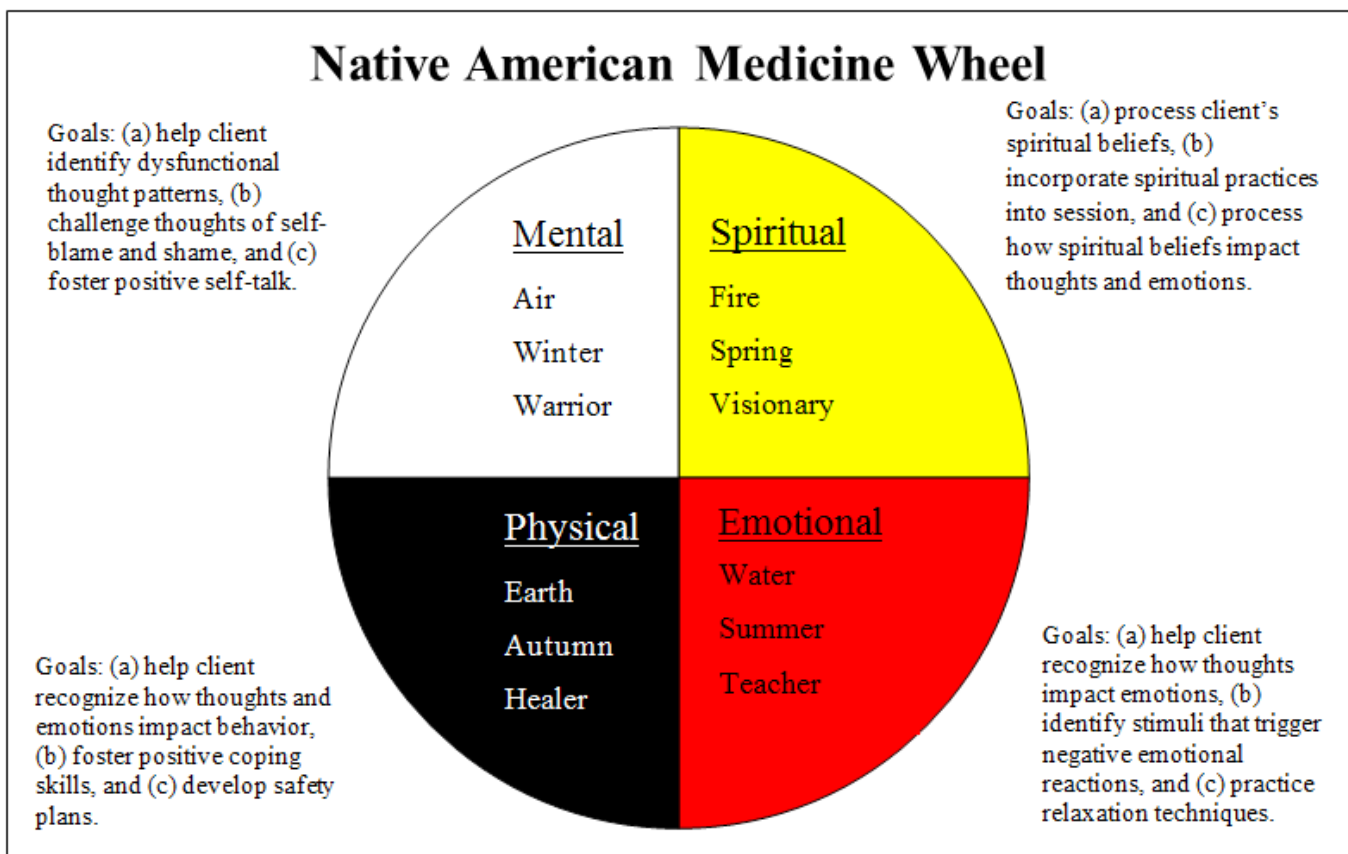 Native American Medicine Wheel
Goals: (a) help client
identify dysfunctional
thought patterns, (b)
challenge thoughts of self-
blame and shame, and (c)
foster positive self-talk.
Goals: (a) process client’s
spiritual beliefs, (b)
incorporate spiritual practices
into session, and (c) process
how spiritual beliefs impact
thoughts and emotions.
Mental
Air
Winter
Warrior
Spiritual
Fire
Spring
Visionary
Physical
Earth
Autumn
Healer
Emotional
Water
Summer
Teacher
Goals: (a) help client
recognize how thoughts and
emotions impact behavior,
(b) foster positive coping
skills, and (c) develop safety
plans.
Goals: (a) help client
recognize how thoughts
impact emotions, (b)
identify stimuli that trigger
negative emotional
reactions, and (c) practice
relaxation techniques.